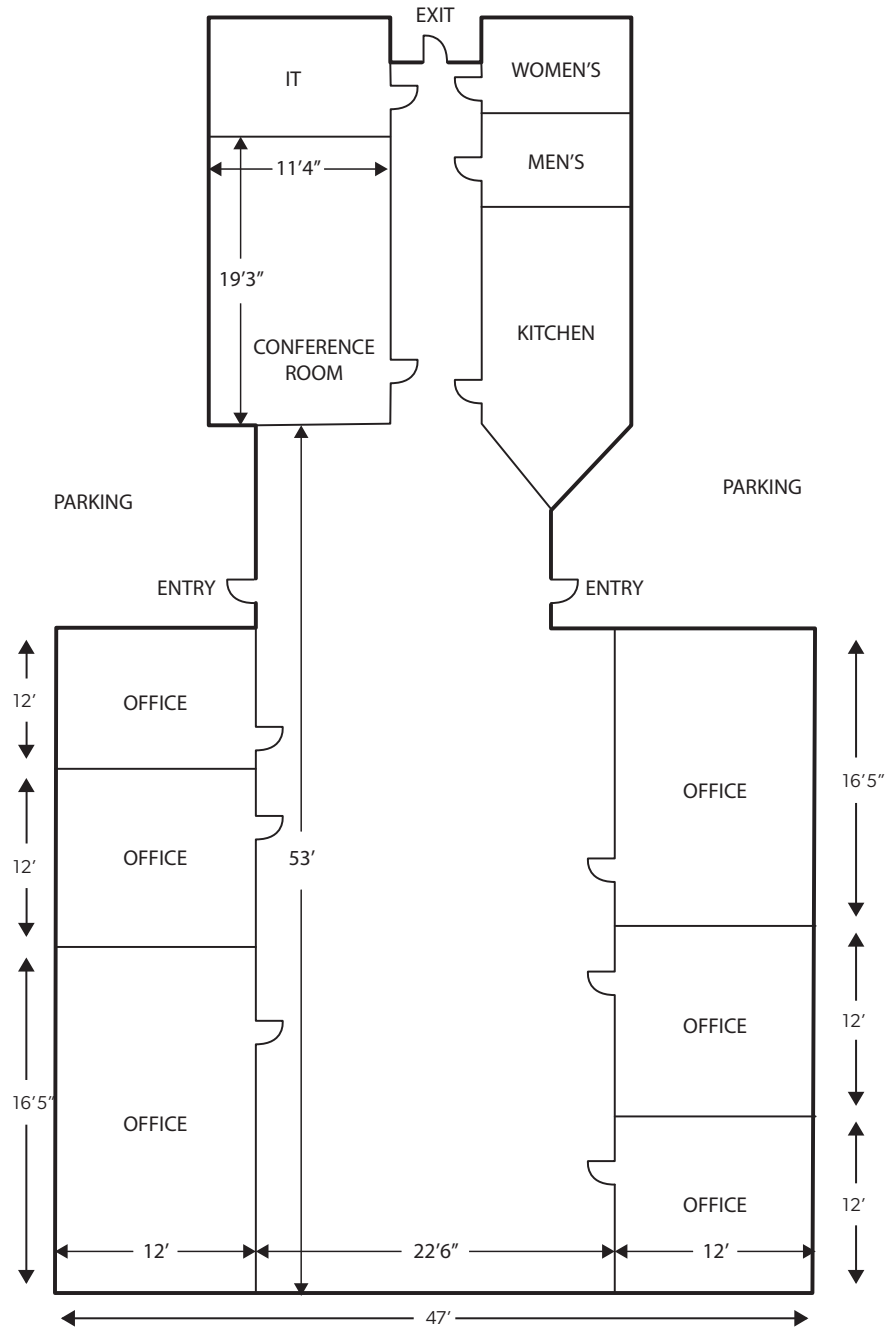 EXIT
IT
WOMEN’S
MEN’S
11’4”
19’3”
KITCHEN
CONFERENCE
ROOM
PARKING
PARKING
ENTRY
ENTRY
12’
OFFICE
OFFICE
16’5”
12’
OFFICE
53’
OFFICE
12’
16’5”
OFFICE
OFFICE
12’
12’
22’6”
12’
47’